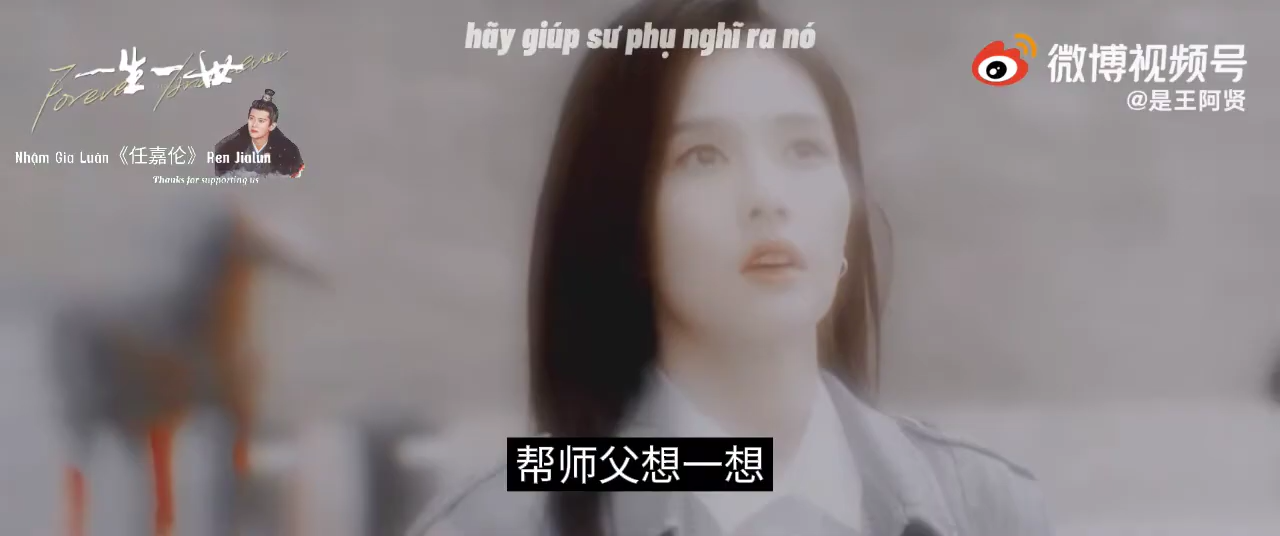 hãy giúp sư phụ nghĩ ra nó
微博视频号
@是王阿贤
一生一世
Forever
Nhậm Gia Luân《任嘉伦》Ren Jialun
Thanks for supporting us
帮师父想一想